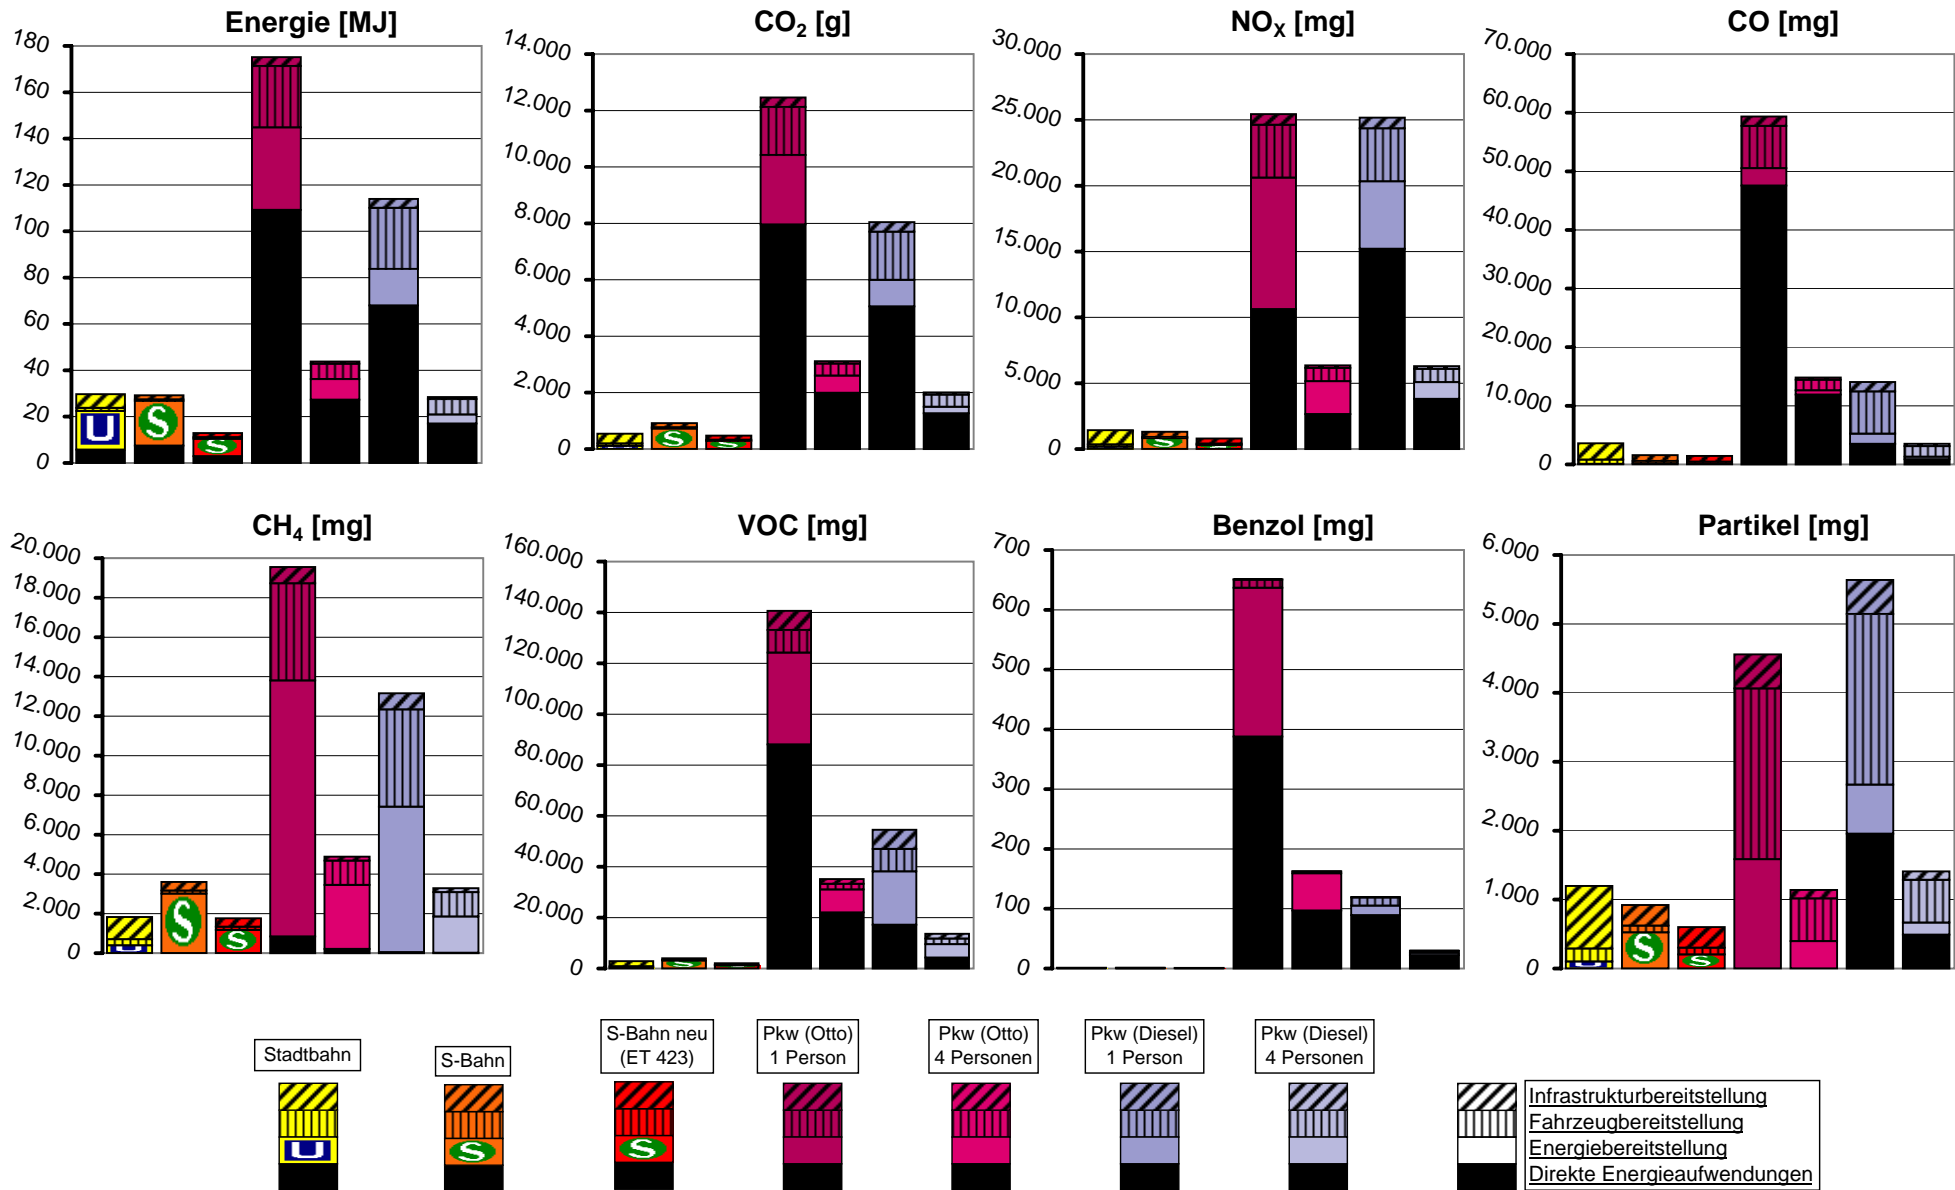 Energie [MJ]
180
160
140
120
100
80
60
40
20
0
U
S
S
CO₂ [g]
14.000
12.000
10.000
8.000
6.000
4.000
2.000
0
S
S
NOX [mg]
30.000
25.000
20.000
15.000
10.000
5.000
0
S
S
CO [mg]
70.000
60.000
50.000
40.000
30.000
20.000
10.000
0
CH₄ [mg]
20.000
18.000
16.000
14.000
12.000
10.000
8.000
6.000
4.000
2.000
0
U
S
S
VOC [mg]
160.000
140.000
120.000
100.000
80.000
60.000
40.000
20.000
0
S
S
Benzol [mg]
700
600
500
400
300
200
100
0
Partikel [mg]
6.000
5.000
4.000
3.000
2.000
1.000
0
U
S
S
Stadtbahn
S-Bahn
S-Bahn neu
(ET 423)
Pkw (Otto)
1 Person
Pkw (Otto)
4 Personen
Pkw (Diesel)
1 Person
Pkw (Diesel)
4 Personen
U
S
S
Infrastrukturbereitstellung
Fahrzeugbereitstellung
Energiebereitstellung
Direkte Energieaufwendungen